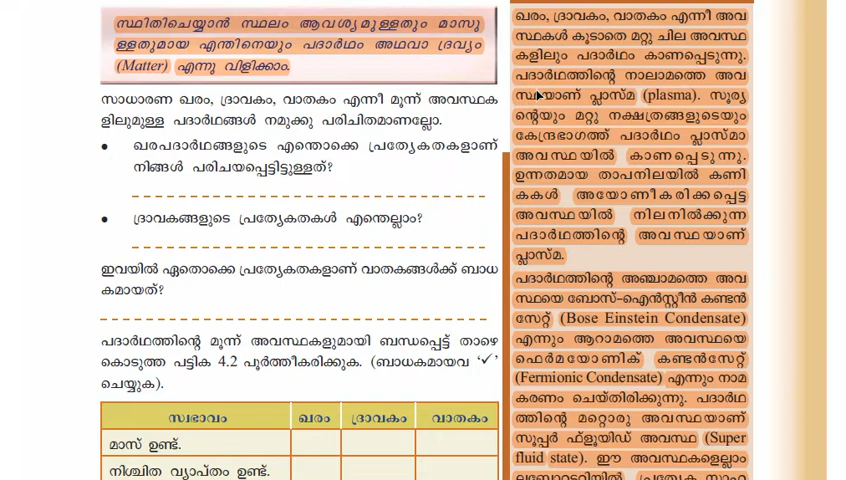 സ്ഥിതിചെയ്യാൻ സ്ഥലം ആവശ്യമുള്ളതും മാസു
ള്ളതുമായ എന്തിനെയും പദാർഥം അഥവാ ദ്രവ്യം
(Matter) എന്നു വിളിക്കാം.
സാധാരണ ഖരം, ദ്രാവകം, വാതകം എന്നീ മൂന്ന് അവസ്ഥക
ളിലുമുള്ള പദാർഥങ്ങൾ നമുക്കു പരിചിതമാണല്ലോ.
• ഖരപദാർഥങ്ങളുടെ എന്തൊക്കെ പ്രത്യേകതകളാണ്
നിങ്ങൾ പരിചയപ്പെട്ടിട്ടുള്ളത്?
• ദ്രാവകങ്ങളുടെ പ്രത്യേകതകൾ എന്തെല്ലാം?
ഇവയിൽ ഏതൊക്കെ പ്രത്യേകതകളാണ് വാതകങ്ങൾക്ക് ബാധ
കമായത്?
പദാർഥത്തിന്റെ മൂന്ന് അവസ്ഥകളുമായി ബന്ധപ്പെട്ട് താഴെ
കൊടുത്ത പട്ടിക 4.2 പൂർത്തീകരിക്കുക. (ബാധകമായവ ‘✓’
ചെയ്യുക).
സ്വഭാവം ഖരം ദ്രാവകം വാതകം
മാസ് ഉണ്ട്.
നിശ്ചിത വ്യാപ്തം ഉണ്ട്.
ഖരം, ദ്രാവകം, വാതകം എന്നീ അവ
സ്ഥകൾ കൂടാതെ മറ്റു ചില അവസ്ഥ
കളിലും പദാർഥം കാണപ്പെടുന്നു.
പദാർഥത്തിന്റെ നാലാമത്തെ അവ
സ്ഥയാണ് പ്ലാസ്മ (plasma). സൂര്യ
ന്റെയും മറ്റു നക്ഷത്രങ്ങളുടെയും
കേന്ദ്രഭാഗത്ത് പദാർഥം പ്ലാസ്മാ
അവസ്ഥയിൽ കാണപ്പെടുന്നു.
ഉന്നതമായ താപനിലയിൽ കണി
കകൾ അയോണീകരിക്കപ്പെട്ട
അവസ്ഥയിൽ നിലനിൽക്കുന്ന
പദാർഥത്തിന്റെ അവസ്ഥയാണ്
പ്ലാസ്മ.
പദാർഥത്തിന്റെ അഞ്ചാമത്തെ അവ
സ്ഥയെ ബോസ്-ഐൻസ്റ്റീൻ കണ്ടൻ
സേറ്റ് (Bose Einstein Condensate)
എന്നും ആറാമത്തെ അവസ്ഥയെ
ഫെർമയോണിക് കണ്ടൻസേറ്റ്
(Fermionic Condensate) എന്നും നാമ
കരണം ചെയ്തിരിക്കുന്നു. പദാർഥ
ത്തിന്റെ മറ്റൊരു അവസ്ഥയാണ്
സൂപ്പർ ഫ്ളൂയിഡ് അവസ്ഥ (Super
fluid state). ഈ അവസ്ഥകളെല്ലാം
ലബോറട്ടറിയിൽ പ്രത്യേക സാഹ